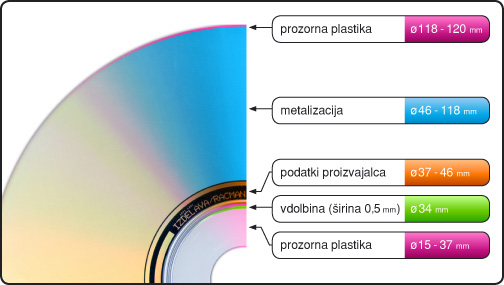 prozorna plastika ø118 - 120 mm
metalizacija ø46 - 118 mm
podatki proizvajalca ø37 - 46 mm
IZDELAVA/RACMAN
vdolbina (širina 0,5 mm) ø34 mm
prozorna plastika ø15 - 37 mm